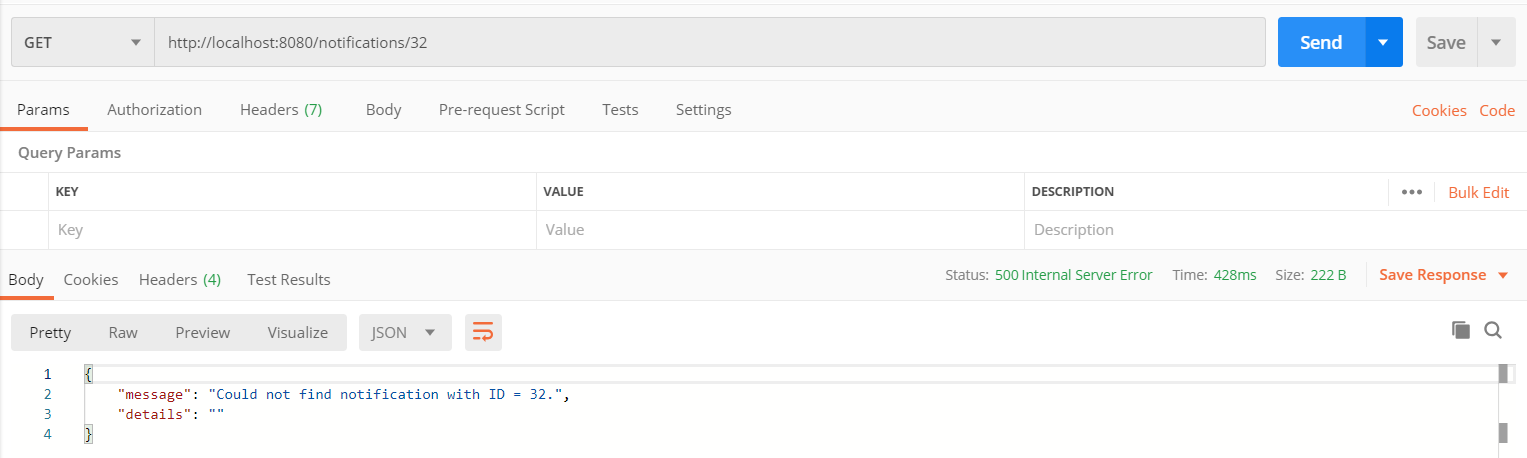 GET http://localhost:8080/notifications/32 Send Save
Params Authorization Headers (7) Body Pre-request Script Tests Settings Cookies Code
Query Params
KEY VALUE DESCRIPTION ••• Bulk Edit
Key Value Description
Body Cookies Headers (4) Test Results Status: 500 Internal Server Error Time: 428ms Size: 222 B Save Response
Pretty Raw Preview Visualize JSON
1 {
2 "message": "Could not find notification with ID = 32.",
3 "details": ""
4 }